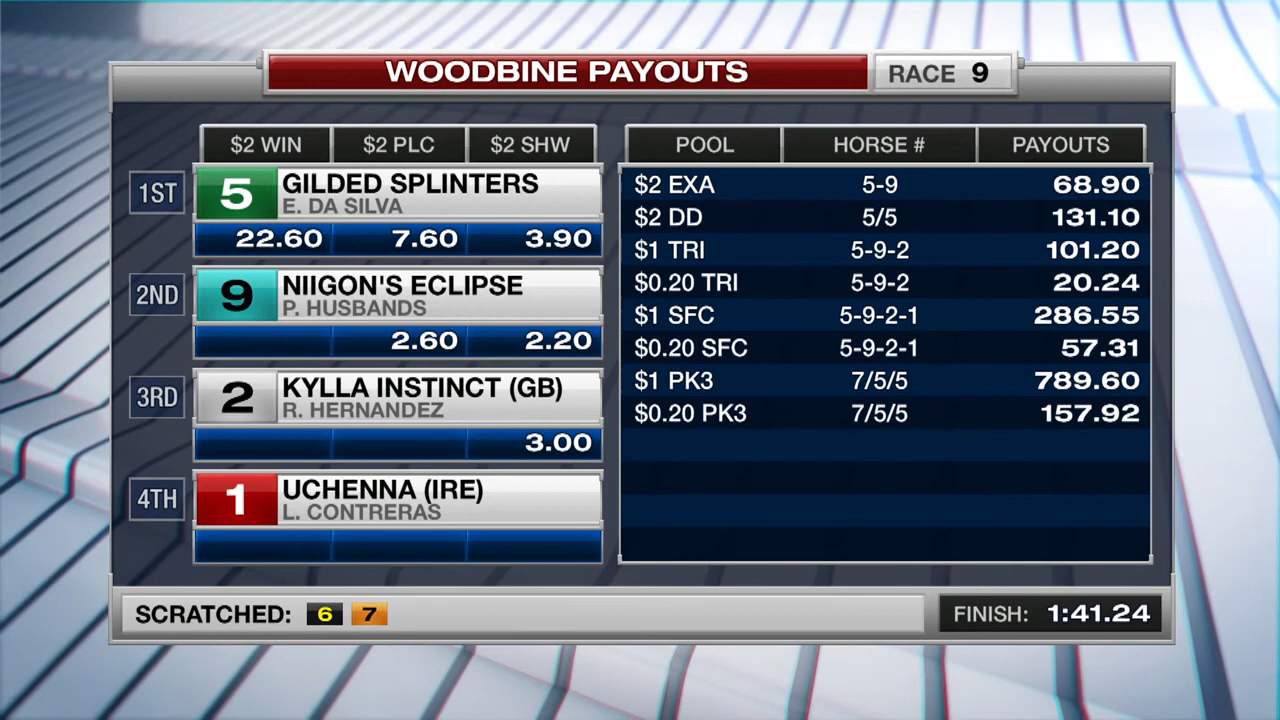 WOODBINE PAYOUTS
RACE 9
$2 WIN $2 PLC $2 SHW
1ST 5 GILDED SPLINTERS
E. DA SILVA
22.60 7.60 3.90
2ND 9 NIIGON'S ECLIPSE
P. HUSBANDS
2.60 2.20
3RD 2 KYLLA INSTINCT (GB)
R. HERNANDEZ
3.00
4TH 1 UCHENNA (IRE)
L. CONTRERAS
POOL HORSE # PAYOUTS
$2 EXA 5-9 68.90
$2 DD 5/5 131.10
$1 TRI 5-9-2 101.20
$0.20 TRI 5-9-2 20.24
$1 SFC 5-9-2-1 286.55
$0.20 SFC 5-9-2-1 57.31
$1 PK3 7/5/5 789.60
$0.20 PK3 7/5/5 157.92
SCRATCHED: 6 7
FINISH: 1:41.24